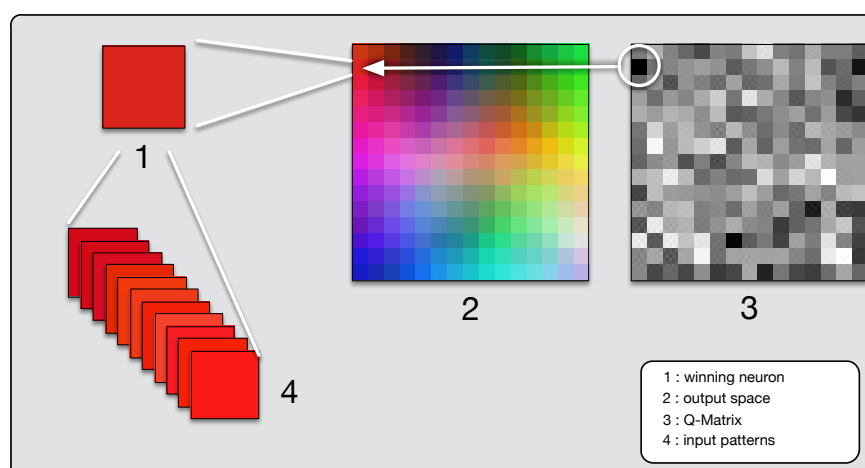 1
2
3
4
1 : winning neuron
2 : output space
3 : Q-Matrix
4 : input patterns